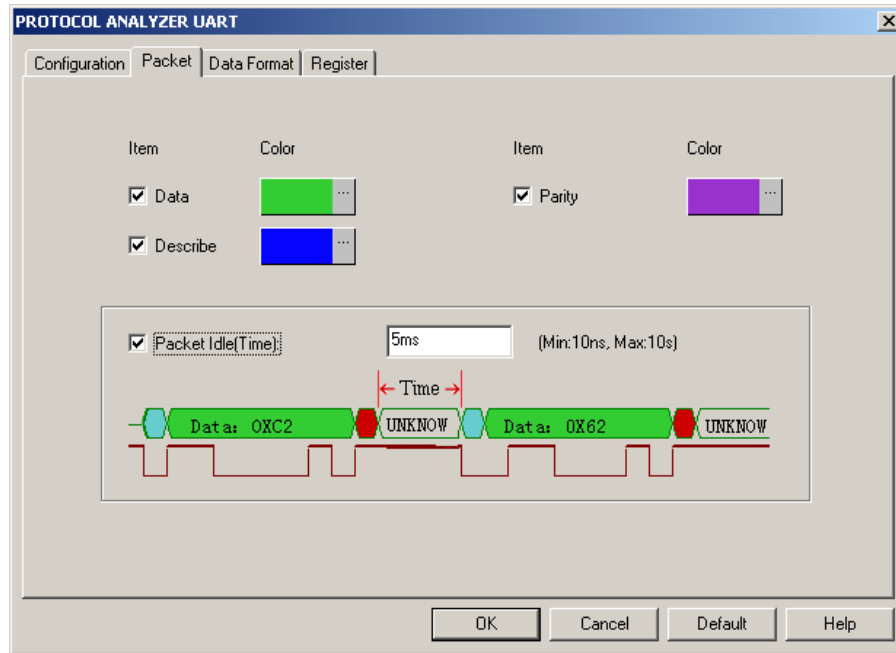 PROTOCOL ANALYZER UART
Configuration Packet Data Format Register
Item Color Item Color
Data ... Parity ...
Describe ...
Packet Idle(Time): 5ms (Min:10ns, Max:10s)
Time
Data: 0XC2 UNKNOW Data: 0X62 UNKNOW
OK Cancel Default Help